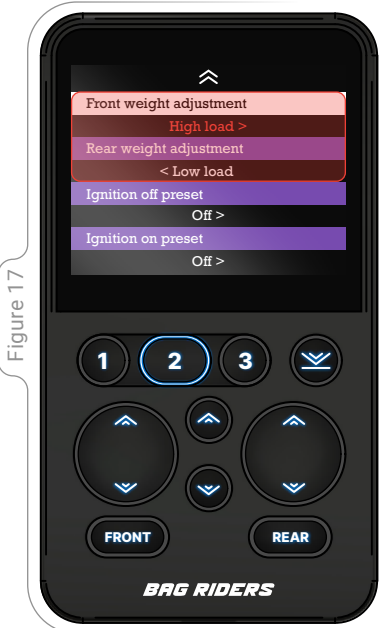 Figure 17
Front weight adjustment
High load >
Rear weight adjustment
< Low load
Ignition off preset
Off >
Ignition on preset
Off >
1 2 3
FRONT REAR
BAG RIDERS